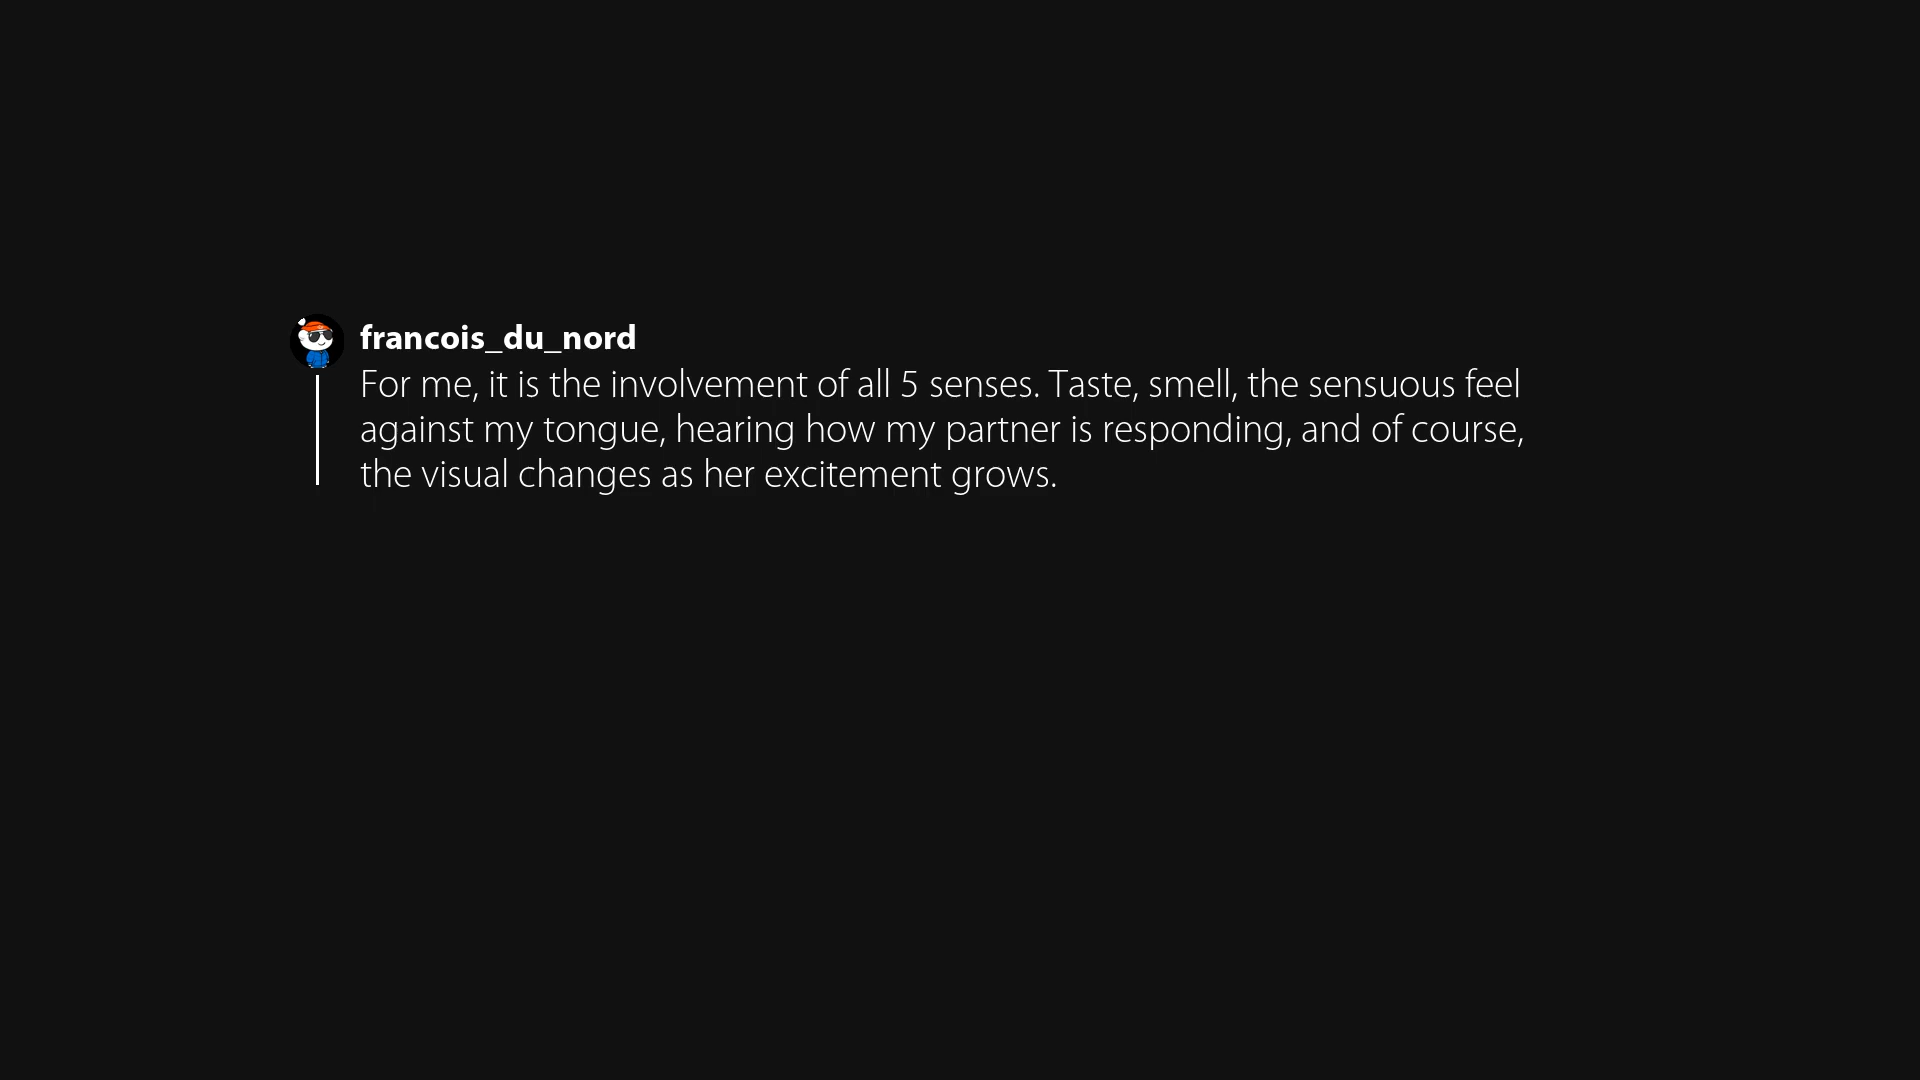 francois_du_nord
For me, it is the involvement of all 5 senses. Taste, smell, the sensuous feel
against my tongue, hearing how my partner is responding, and of course,
the visual changes as her excitement grows.